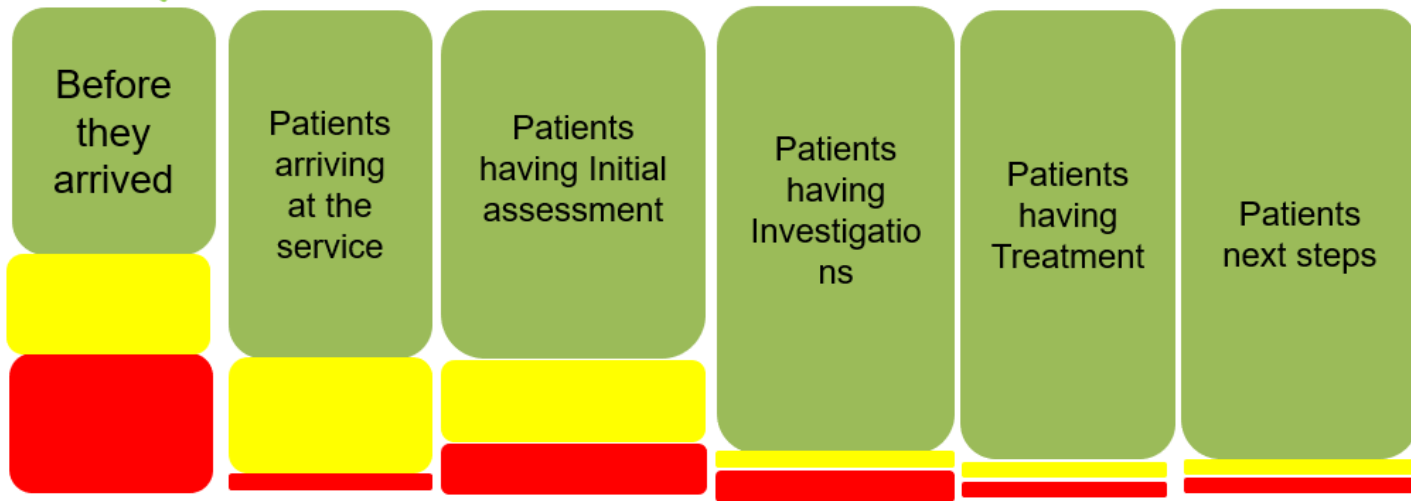 Before
they
arrived
Patients
arriving
at the
service
Patients
having Initial
assessment
Patients
having
Investigatio
ns
Patients
having
Treatment
Patients
next steps